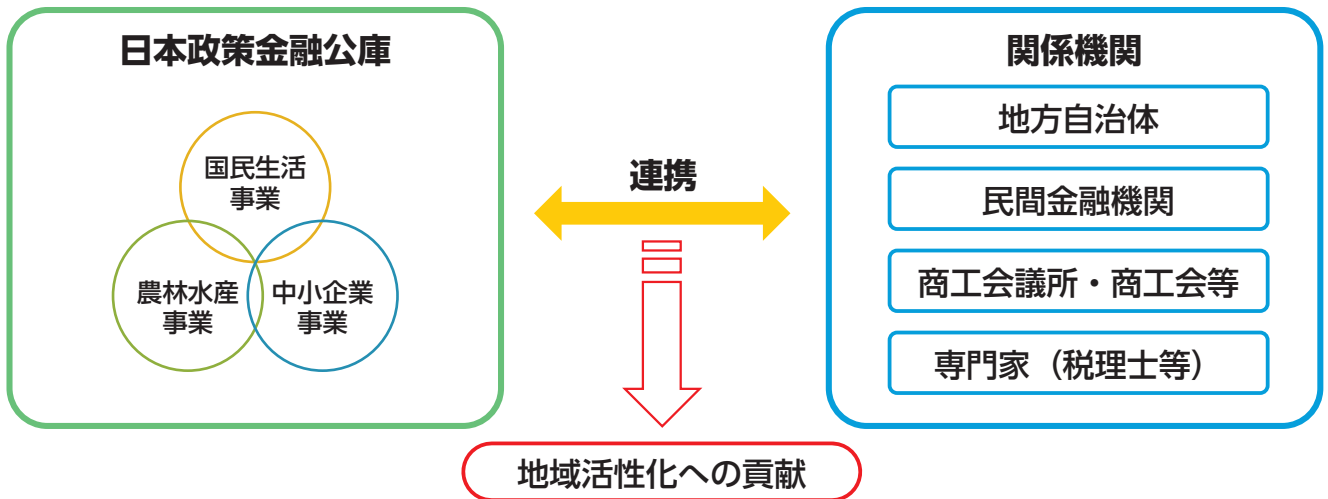 日本政策金融公庫
国民生活
事業
農林水産
事業
中小企業
事業
連携
関係機関
地方自治体
民間金融機関
商工会議所・商工会等
専門家（税理士等）
地域活性化への貢献